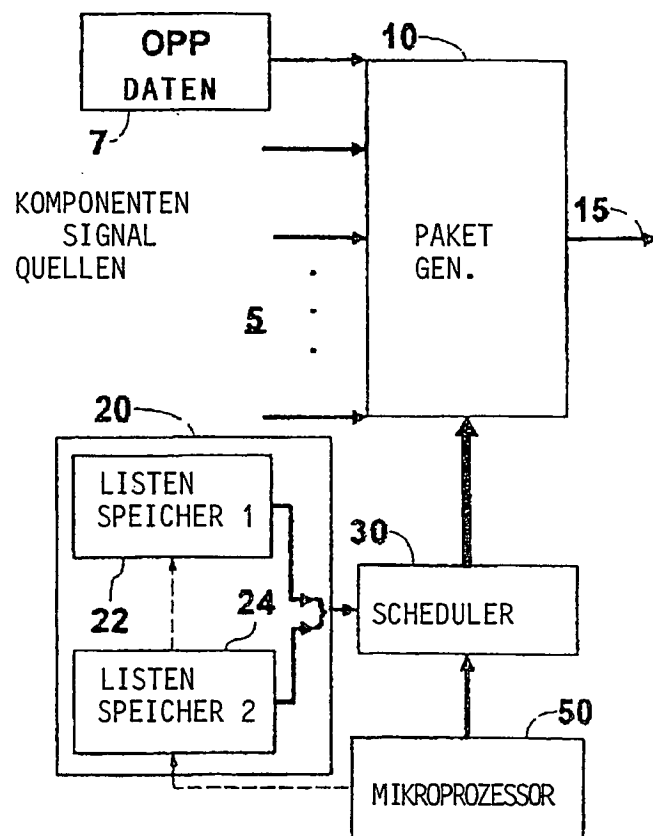 OPP
DATEN
7
10
KOMPONENTEN
SIGNAL
QUELLEN
5
PAKET
GEN.
15
20
LISTEN
SPEICHER 1
22
24
LISTEN
SPEICHER 2
30
SCHEDULER
50
MIKROPROZESSOR